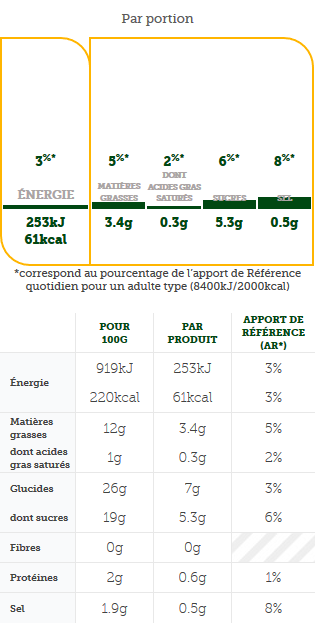 Par portion
3%* 5%* 2%* 6%* 8%*
ÉNERGIE
MATIÈRES
GRASSES
DONT
ACIDES GRAS
SATURÉS
SUCRES
SEL
253kJ
61kcal
3.4g 0.3g 5.3g 0.5g
*correspond au pourcentage de l'apport de Référence
quotidien pour un adulte type (8400kJ/2000kcal)
POUR
100G
PAR
PRODUIT
APPORT DE
RÉFÉRENCE
(AR*)
Énergie
919kJ 253kJ 3%
220kcal 61kcal 3%
Matières
grasses
12g 3.4g 5%
dont acides
gras saturés
1g 0.3g 2%
Glucides 26g 7g 3%
dont sucres 19g 5.3g 6%
Fibres 0g 0g
Protéines 2g 0.6g 1%
Sel 1.9g 0.5g 8%